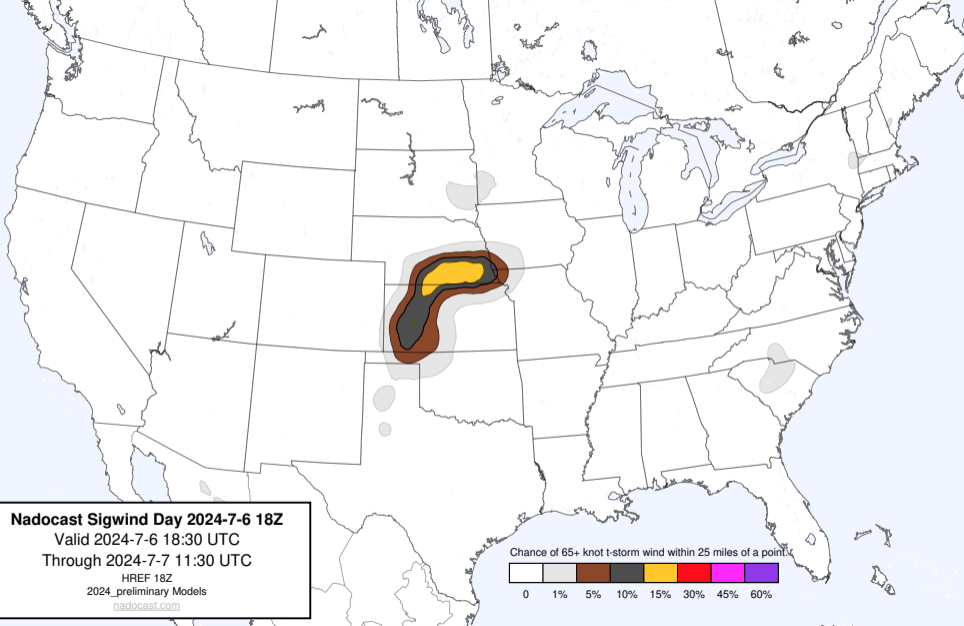 Nadocast Sigwind Day 2024-7-6 18Z
Valid 2024-7-6 18:30 UTC
Through 2024-7-7 11:30 UTC
HREF 18Z
2024_preliminary Models
nadocast.com
Chance of 65+ knot t-storm wind within 25 miles of a point.
0 1% 5% 10% 15% 30% 45% 60%